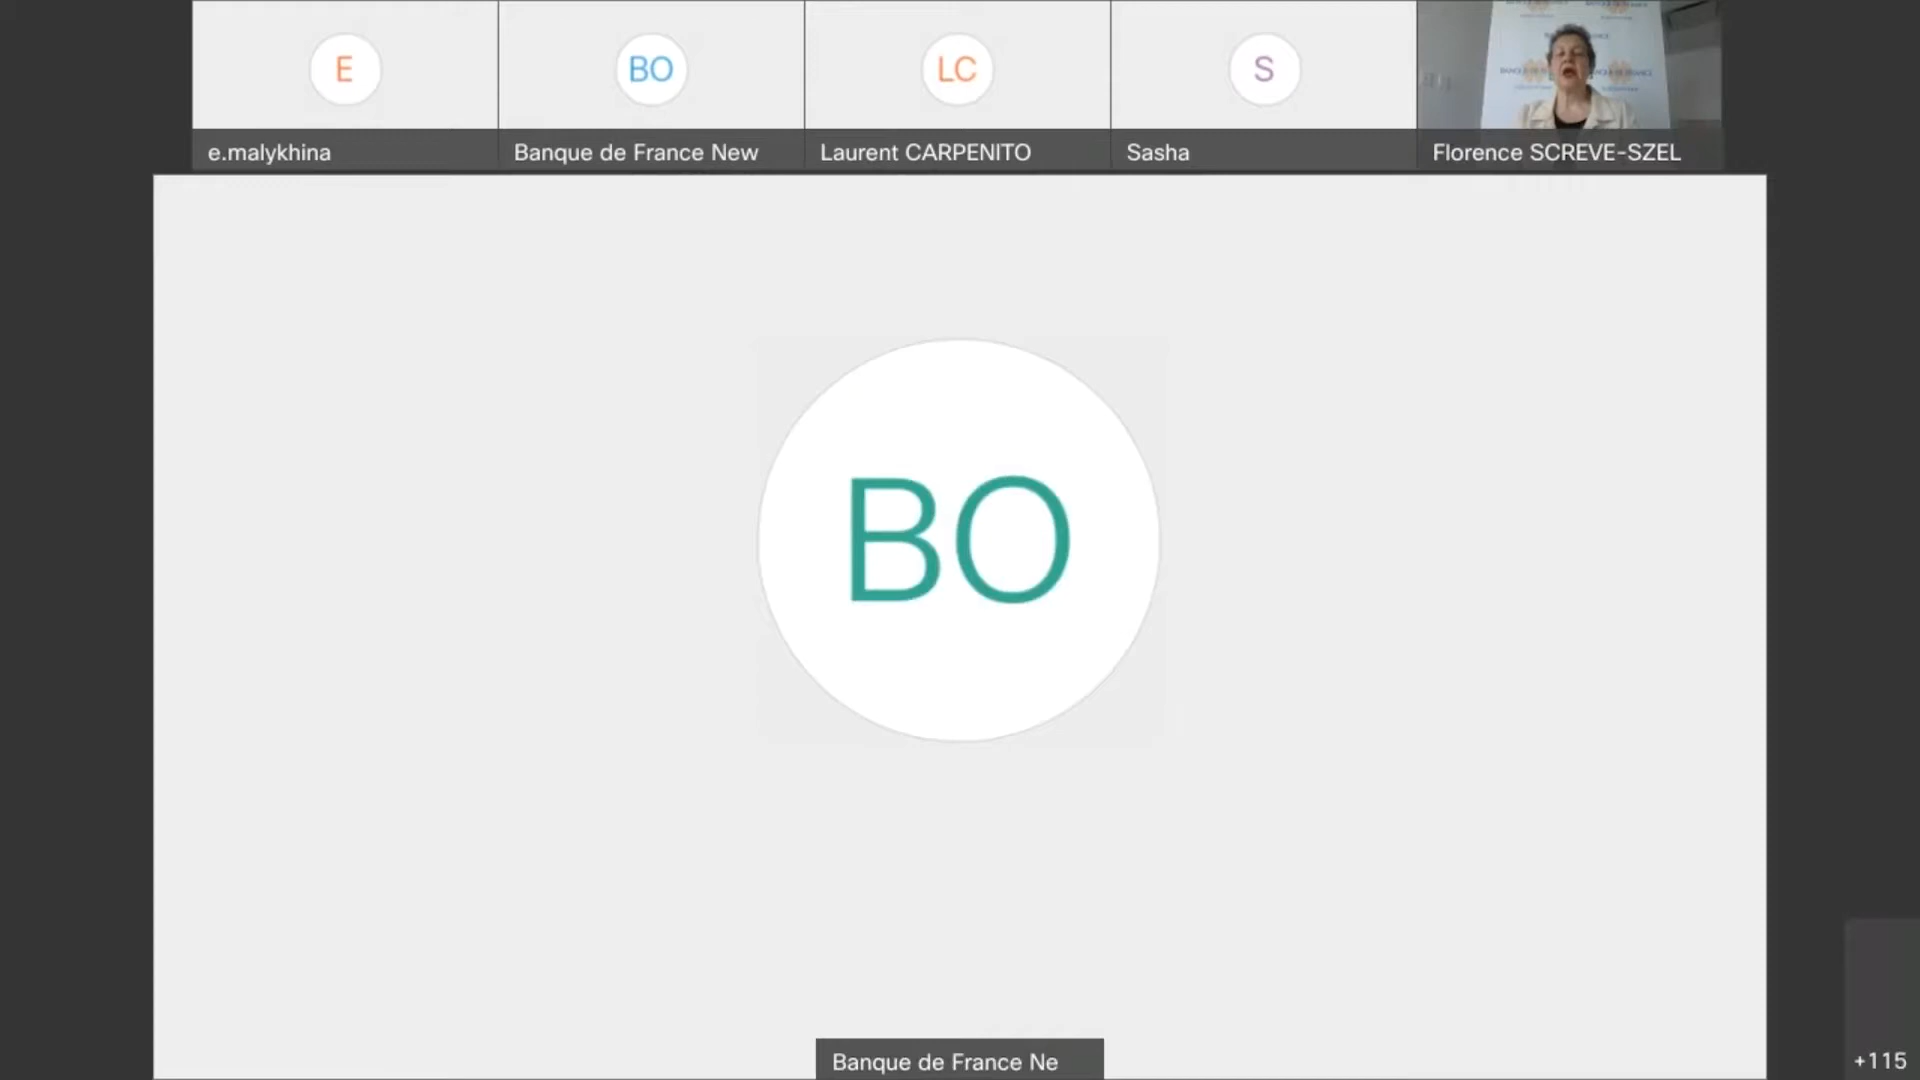 E
BO
LC
S
e.malykhina
Banque de France New
Laurent CARPENITO
Sasha
Florence SCREVE-SZEL
BO
Banque de France Ne
+115